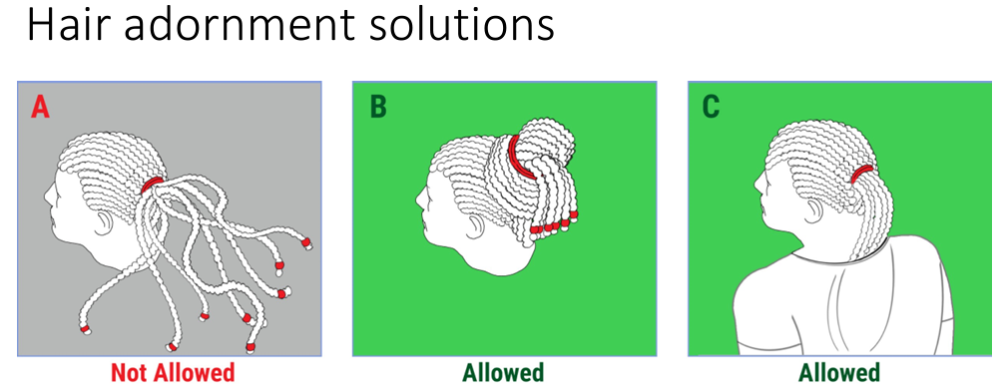 Hair adornment solutions
A
B
C
Not Allowed
Allowed
Allowed